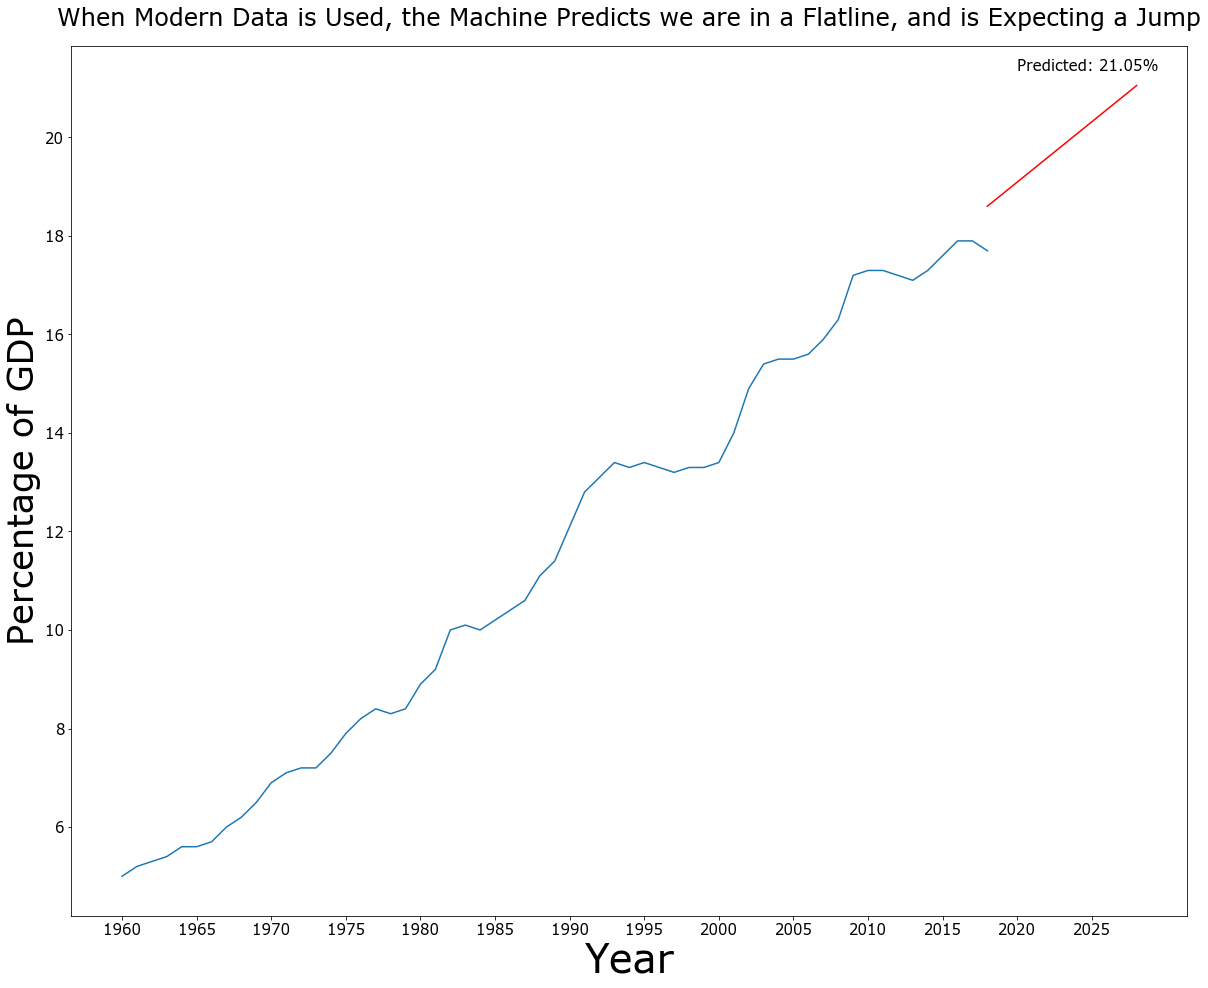 When Modern Data is Used, the Machine Predicts we are in a Flatline, and is Expecting a Jump
Predicted: 21.05%
Percentage of GDP
20
18
16
14
12
10
8
6
1960 1965 1970 1975 1980 1985 1990 1995 2000 2005 2010 2015 2020 2025
Year